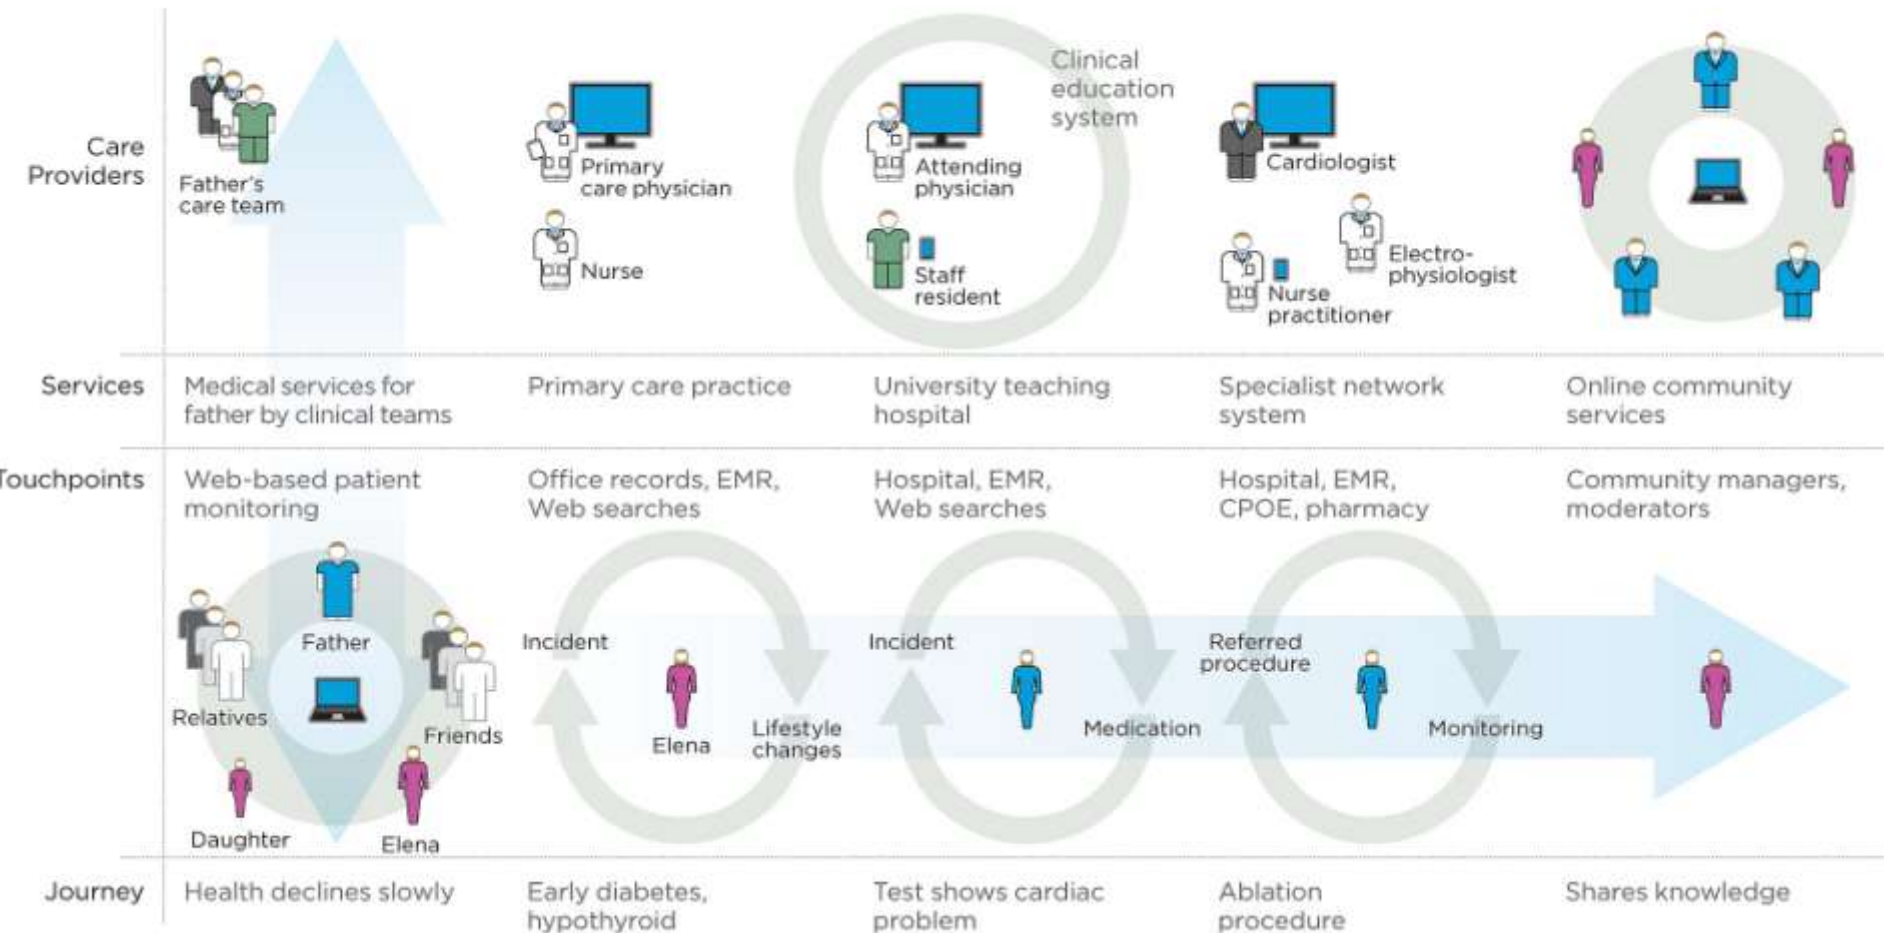 Care
Providers
Father's
care team
Primary
care physician
Nurse
Clinical
education
system
Attending
physician
Staff
resident
Cardiologist
Electro-
physiologist
Nurse
practitioner
Services
Medical services for
father by clinical teams
Primary care practice
University teaching
hospital
Specialist network
system
Online community
services
Touchpoints
Web-based patient
monitoring
Office records, EMR,
Web searches
Hospital, EMR,
Web searches
Hospital, EMR,
CPOE, pharmacy
Community managers,
moderators
Father
Relatives
Friends
Daughter
Elena
Incident
Elena
Lifestyle
changes
Incident
Medication
Referred
procedure
Monitoring
Journey
Health declines slowly
Early diabetes,
hypothyroid
Test shows cardiac
problem
Ablation
procedure
Shares knowledge